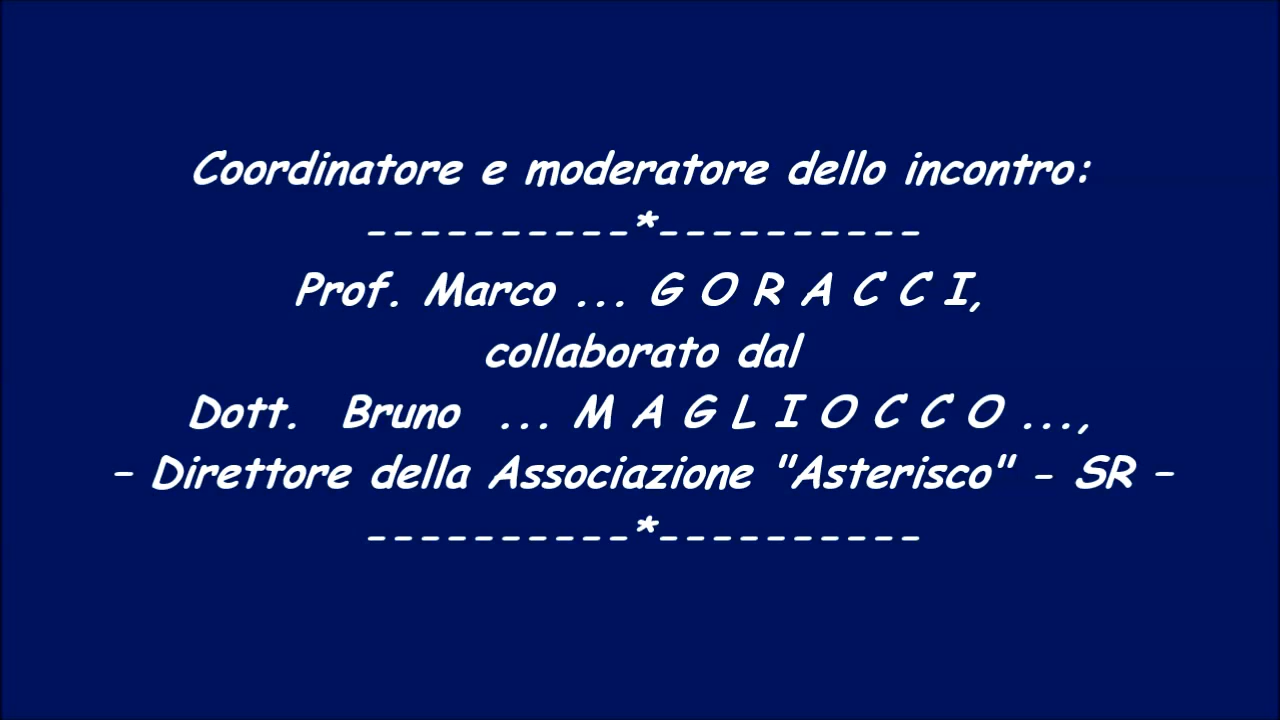 Coordinatore e moderatore dello incontro:
----------*----------
Prof. Marco ... G O R A C C I,
collaborato dal
Dott.  Bruno  ... M A G L I O C C O ...,
- Direttore della Associazione "Asterisco" - SR -
----------*----------